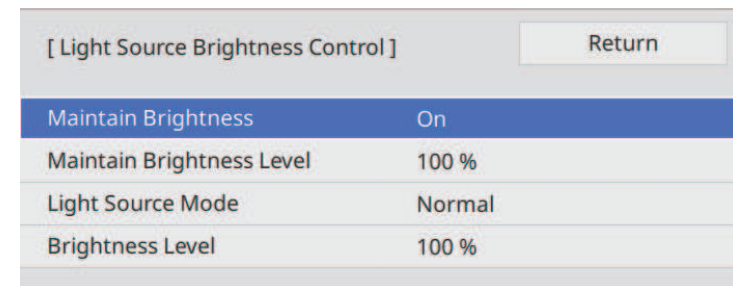 [ Light Source Brightness Control ] Return
Maintain Brightness On
Maintain Brightness Level 100 %
Light Source Mode Normal
Brightness Level 100 %